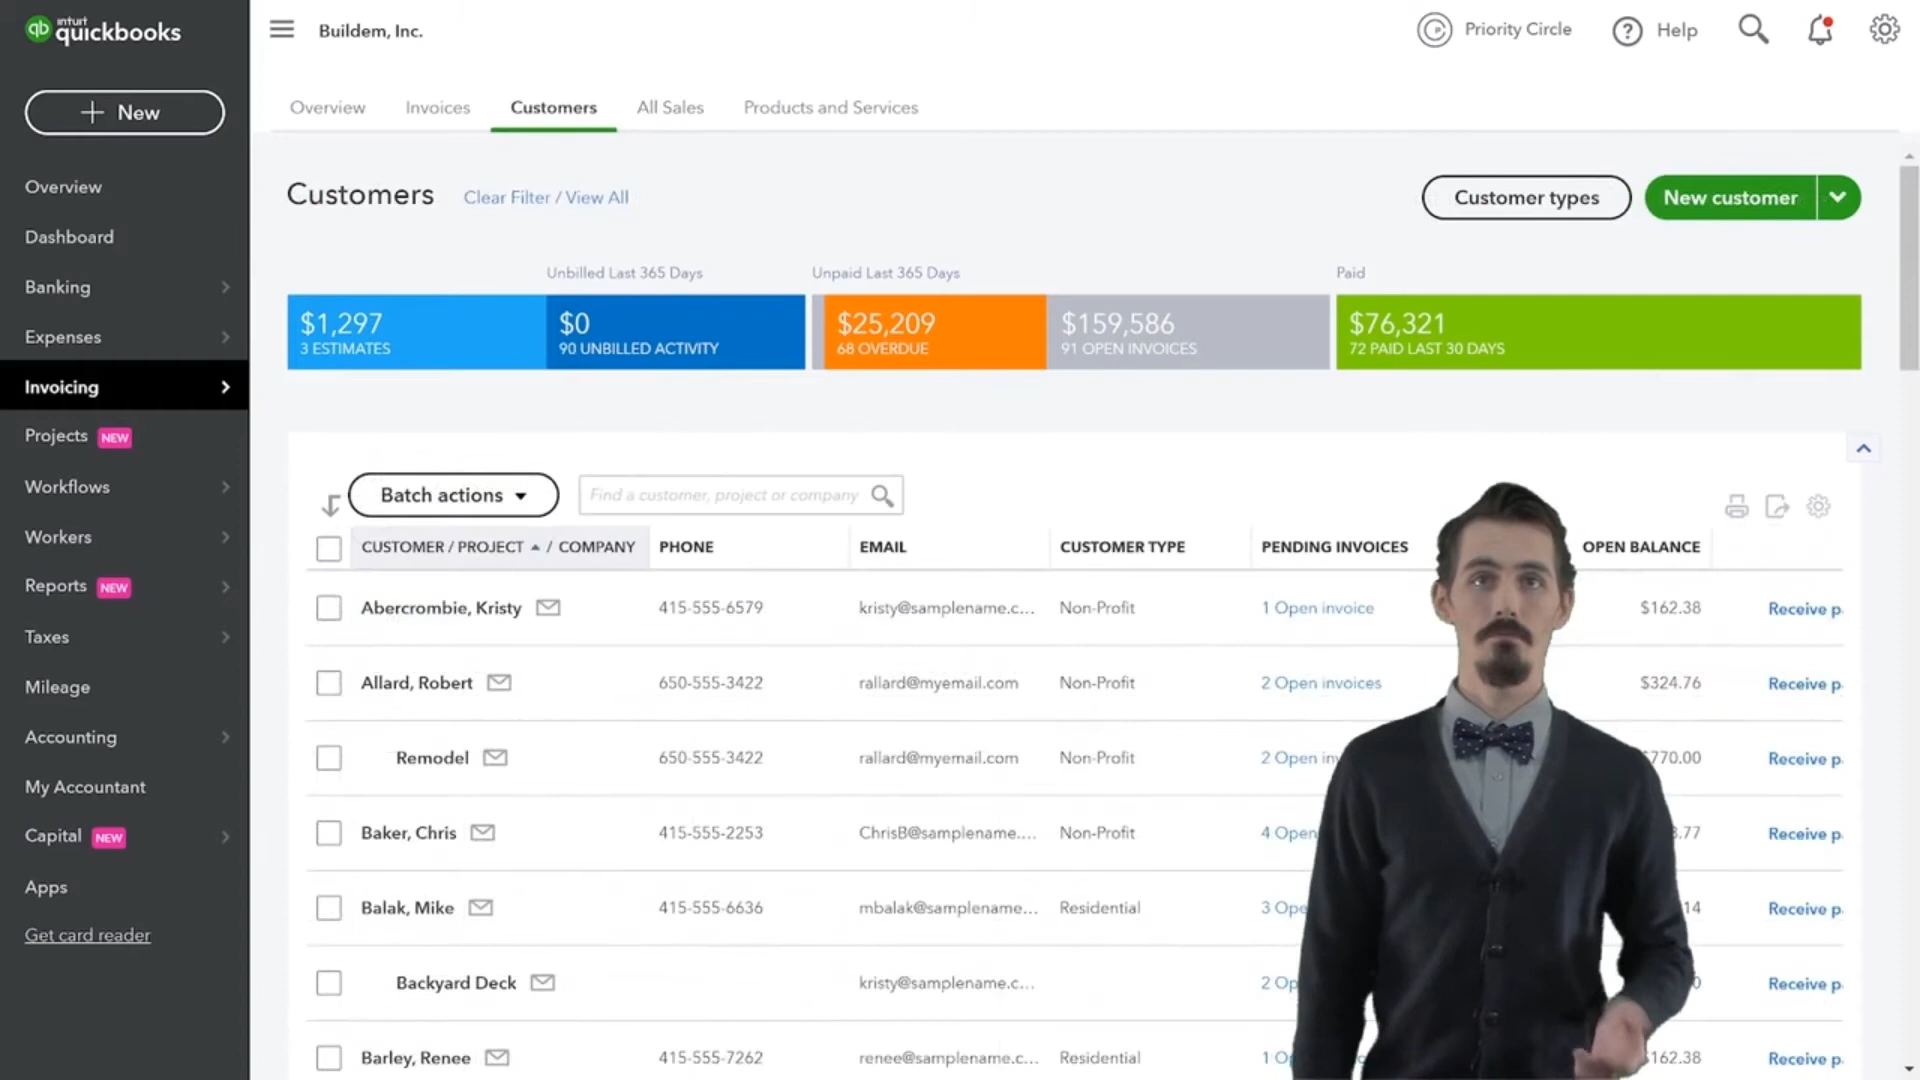 intuit
qb quickbooks
Buildem, Inc.
Priority Circle
Help
New
Overview
Dashboard
Banking
Expenses
Invoicing
Projects NEW
Workflows
Workers
Reports NEW
Taxes
Mileage
Accounting
My Accountant
Capital NEW
Apps
Get card reader
Overview Invoices Customers All Sales Products and Services
Customers Clear Filter / View All
Customer types New customer
Unbilled Last 365 Days Unpaid Last 365 Days Paid
$1,297 $0 $25,209 $159,586 $76,321
3 ESTIMATES 90 UNBILLED ACTIVITY 68 OVERDUE 91 OPEN INVOICES 72 PAID LAST 30 DAYS
Batch actions Find a customer, project or company
CUSTOMER / PROJECT / COMPANY PHONE EMAIL CUSTOMER TYPE PENDING INVOICES OPEN BALANCE
Abercrombie, Kristy 415-555-6579 kristy@samplename.c... Non-Profit 1 Open invoice $162.38 Receive p
Allard, Robert 650-555-3422 rallard@myemail.com Non-Profit 2 Open invoices $324.76 Receive p
Remodel 650-555-3422 rallard@myemail.com Non-Profit 2 Open inv 770.00 Receive p
Baker, Chris 415-555-2253 ChrisB@samplename.... Non-Profit 4 Open .77 Receive p
Balak, Mike 415-555-6636 mbalak@samplename... Residential 3 Ope 14 Receive p
Backyard Deck kristy@samplename.c... 2 Op 0 Receive p
Barley, Renee 415-555-7262 renee@samplename.c... Residential 1 Op 162.38 Receive p